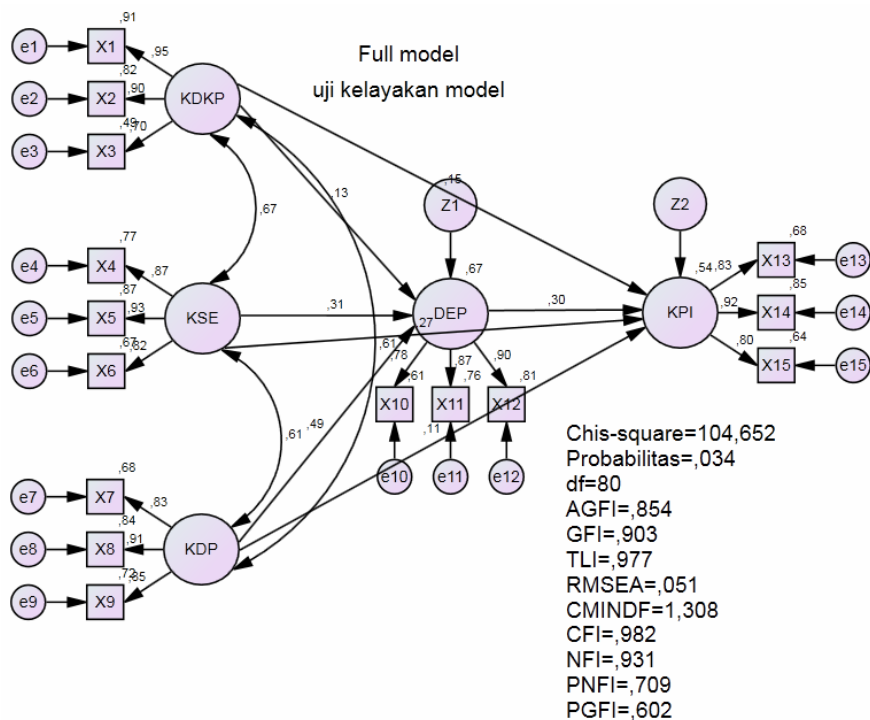 Full model
uji kelayakan model
e1
X1
,91
,95
e2
X2
,82
,90
e3
X3
,49
,70
KDKP
,67
,13
,15
e4
X4
,77
,87
e5
X5
,87
,93
e6
X6
,67
,82
KSE
,31
,27
,61
,61
e7
X7
,68
,83
e8
X8
,84
,91
e9
X9
,72
,85
KDP
,49
,11
Z1
,67
DEP
,30
,78
,87
,90
,61
X10
,76
X11
,81
X12
e10
e11
e12
Z2
,54
KPI
,83
,68
X13
e13
,92
,85
X14
e14
,80
,64
X15
e15
Chis-square=104,652
Probabilitas=,034
df=80
AGFI=,854
GFI=,903
TLI=,977
RMSEA=,051
CMINDF=1,308
CFI=,982
NFI=,931
PNFI=,709
PGFI=,602